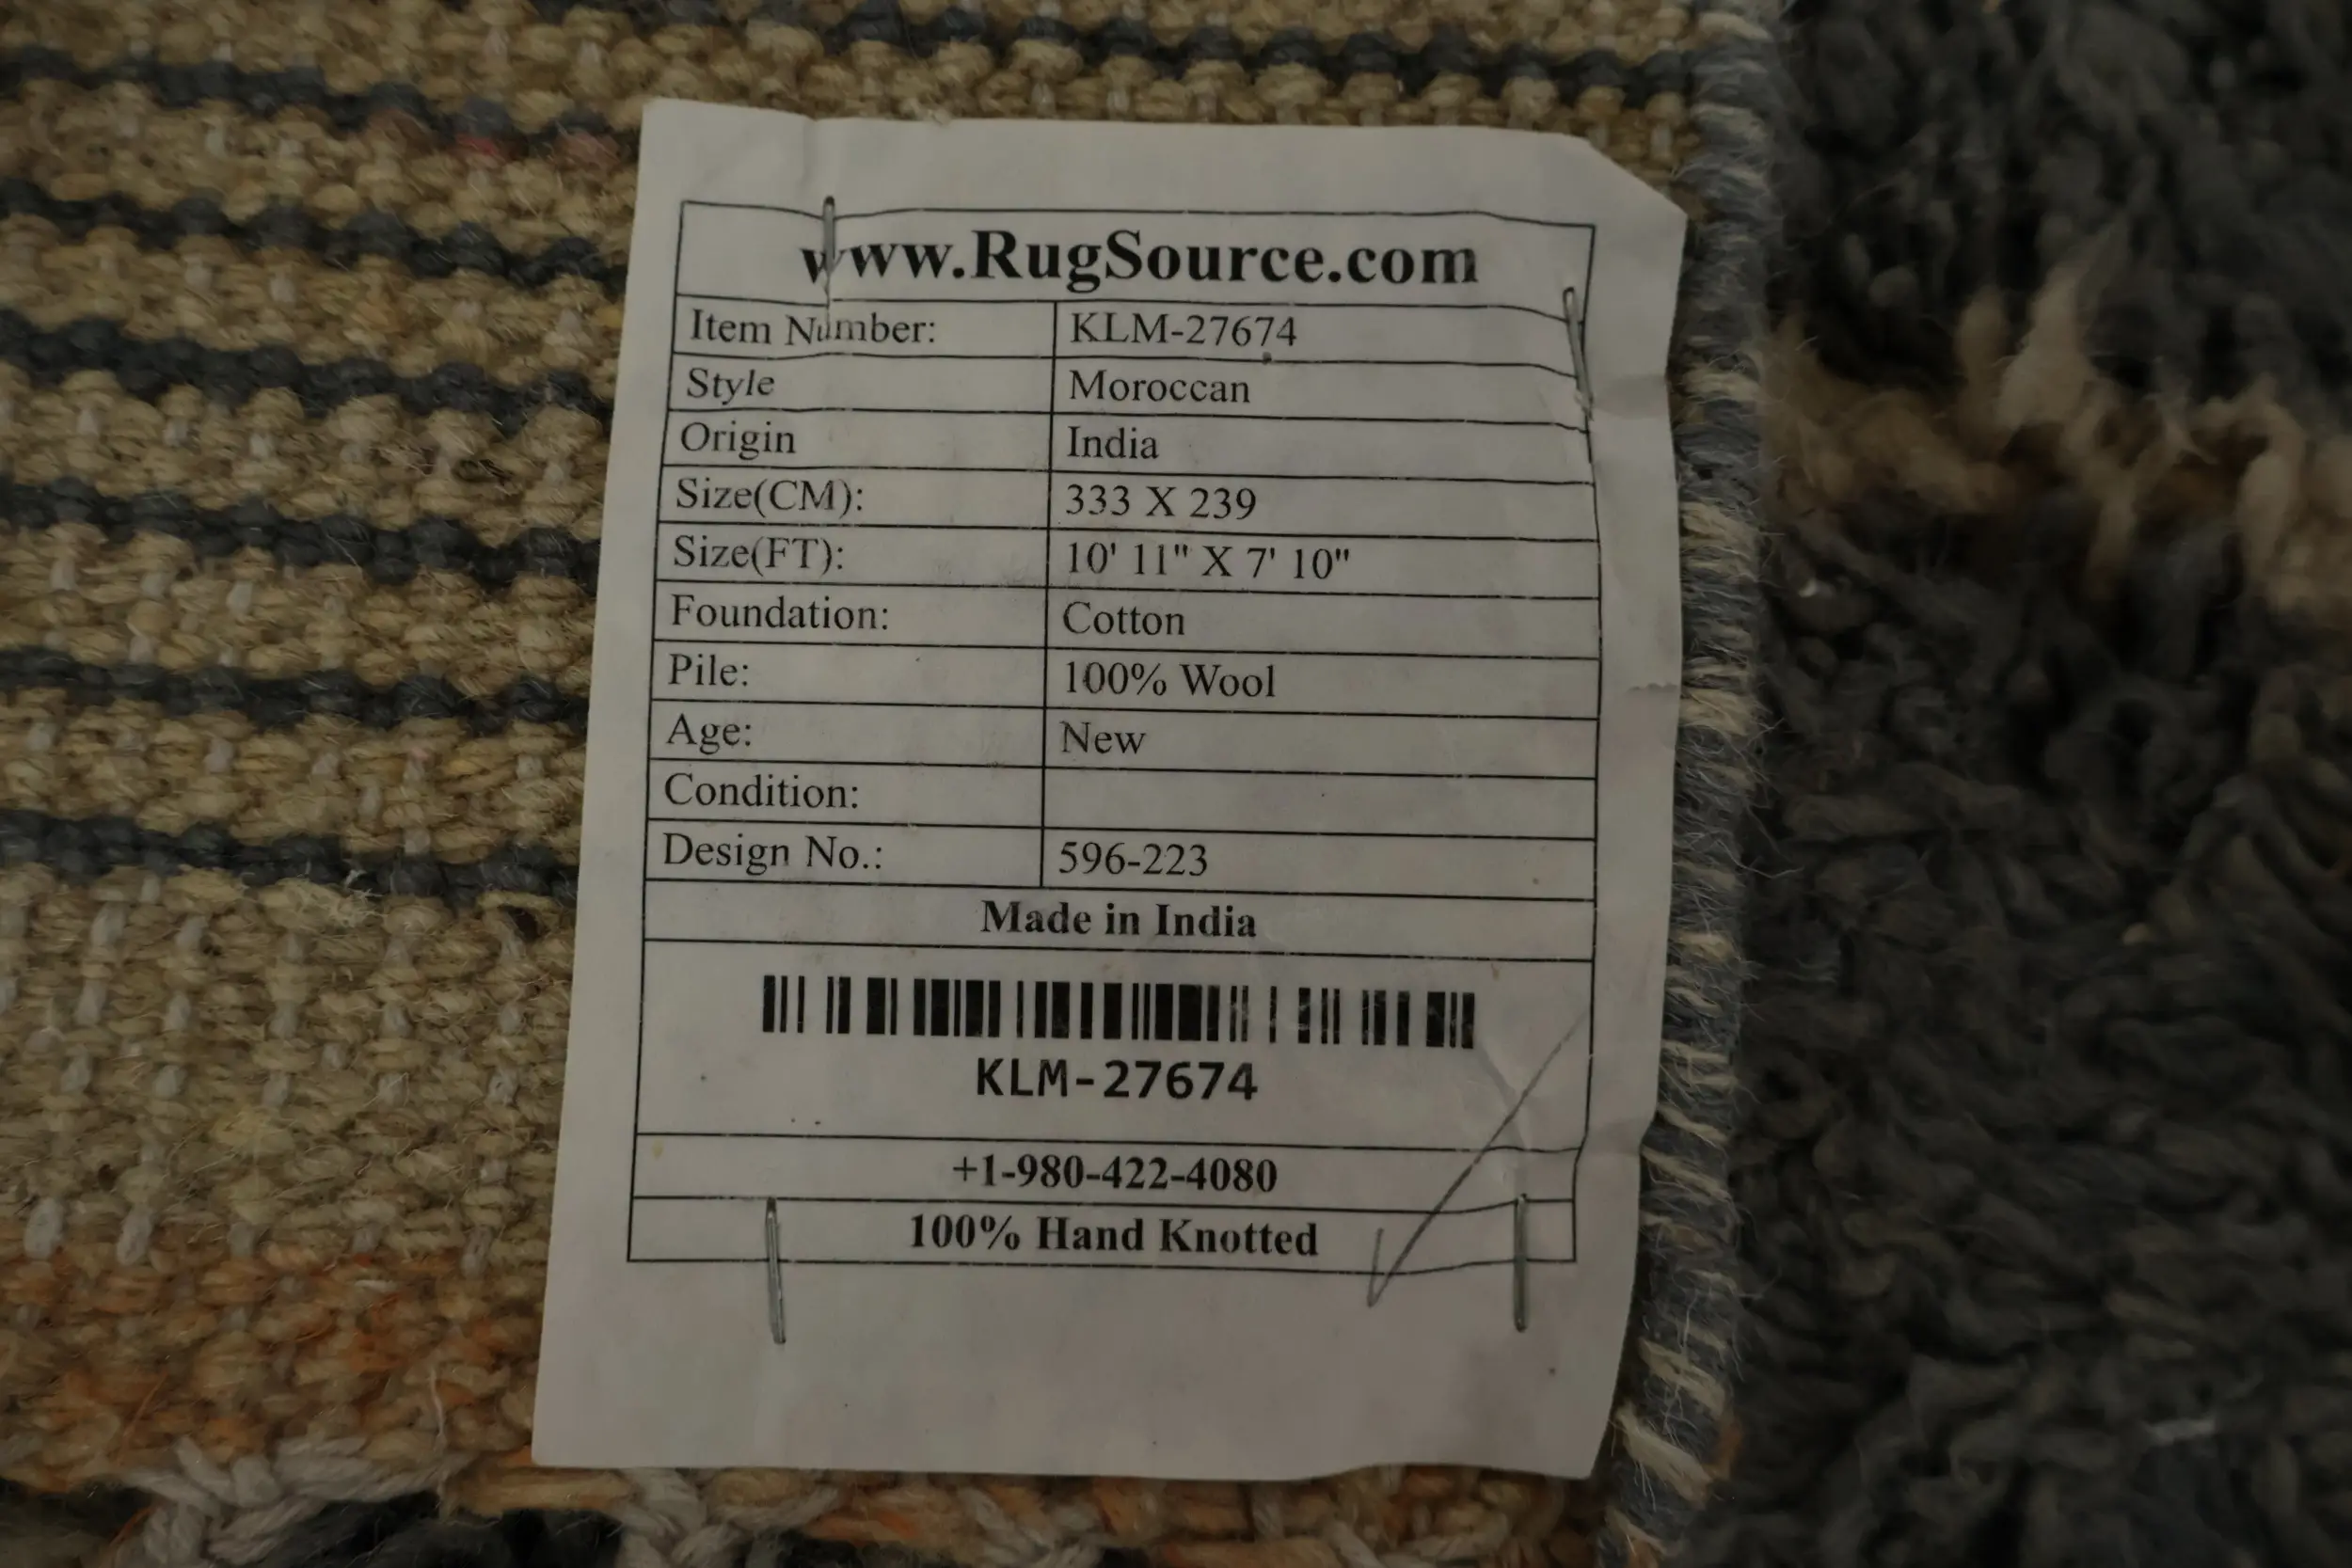 www.RugSource.com
Item Number: KLM-27674
Style Moroccan
Origin India
Size(CM): 333 X 239
Size(FT): 10' 11" X 7' 10"
Foundation: Cotton
Pile: 100% Wool
Age: New
Condition:
Design No.: 596-223
Made in India
KLM-27674
+1-980-422-4080
100% Hand Knotted